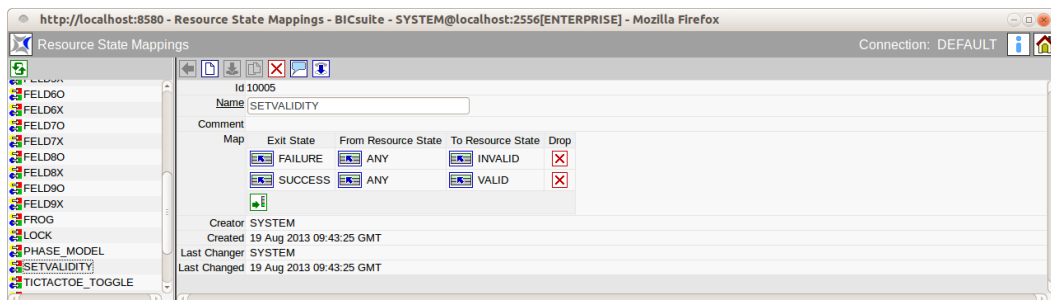 http://localhost:8580 - Resource State Mappings - BICsuite - SYSTEM@localhost:2556[ENTERPRISE] - Mozilla Firefox
Resource State Mappings Connection: DEFAULT
FELD6O
FELD6X
FELD7O
FELD7X
FELD8O
FELD8X
FELD9O
FELD9X
FROG
LOCK
PHASE_MODEL
SETVALIDITY
TICTACTOE_TOGGLE
Id 10005
Name SETVALIDITY
Comment
Map Exit State From Resource State To Resource State Drop
FAILURE ANY INVALID
SUCCESS ANY VALID
Creator SYSTEM
Created 19 Aug 2013 09:43:25 GMT
Last Changer SYSTEM
Last Changed 19 Aug 2013 09:43:25 GMT